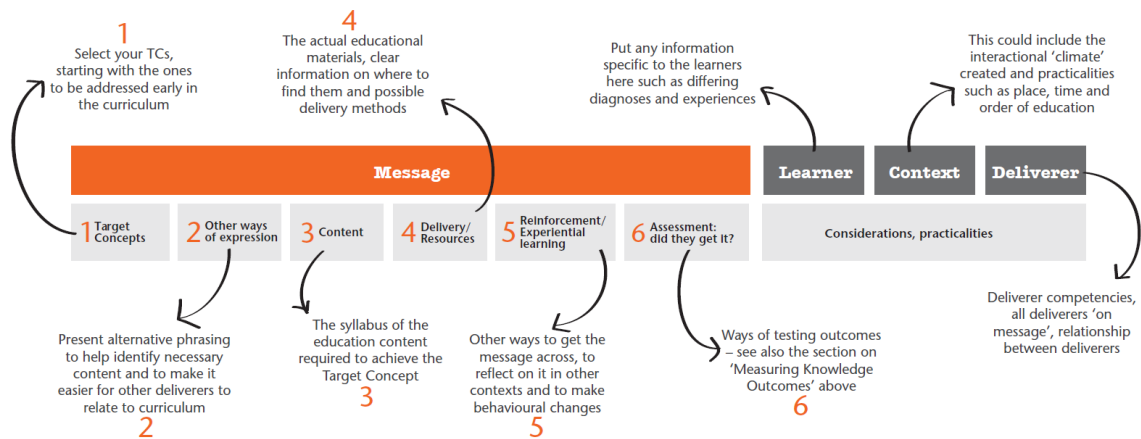 1
Select your TCs,
starting with the ones
to be addressed early in
the curriculum
4
The actual educational
materials, clear
information on where to
find them and possible
delivery methods
Put any information
specific to the learners
here such as differing
diagnoses and experiences
This could include the
interactional ‘climate’
created and practicalities
such as place, time and
order of education
Message
Learner
Context
Deliverer
1 Target
Concepts
2 Other ways
of expression
3 Content
4 Delivery/
Resources
5 Reinforcement/
Experiential
learning
6 Assessment:
did they get it?
Considerations, practicalities
Present alternative phrasing
to help identify necessary
content and to make it
easier for other deliverers to
relate to curriculum
2
The syllabus of the
education content
required to achieve the
Target Concept
3
Other ways to get the
message across, to
reflect on it in other
contexts and to make
behavioural changes
5
Ways of testing outcomes
– see also the section on
‘Measuring Knowledge
Outcomes’ above
6
Deliverer competencies,
all deliverers ‘on
message’, relationship
between deliverers